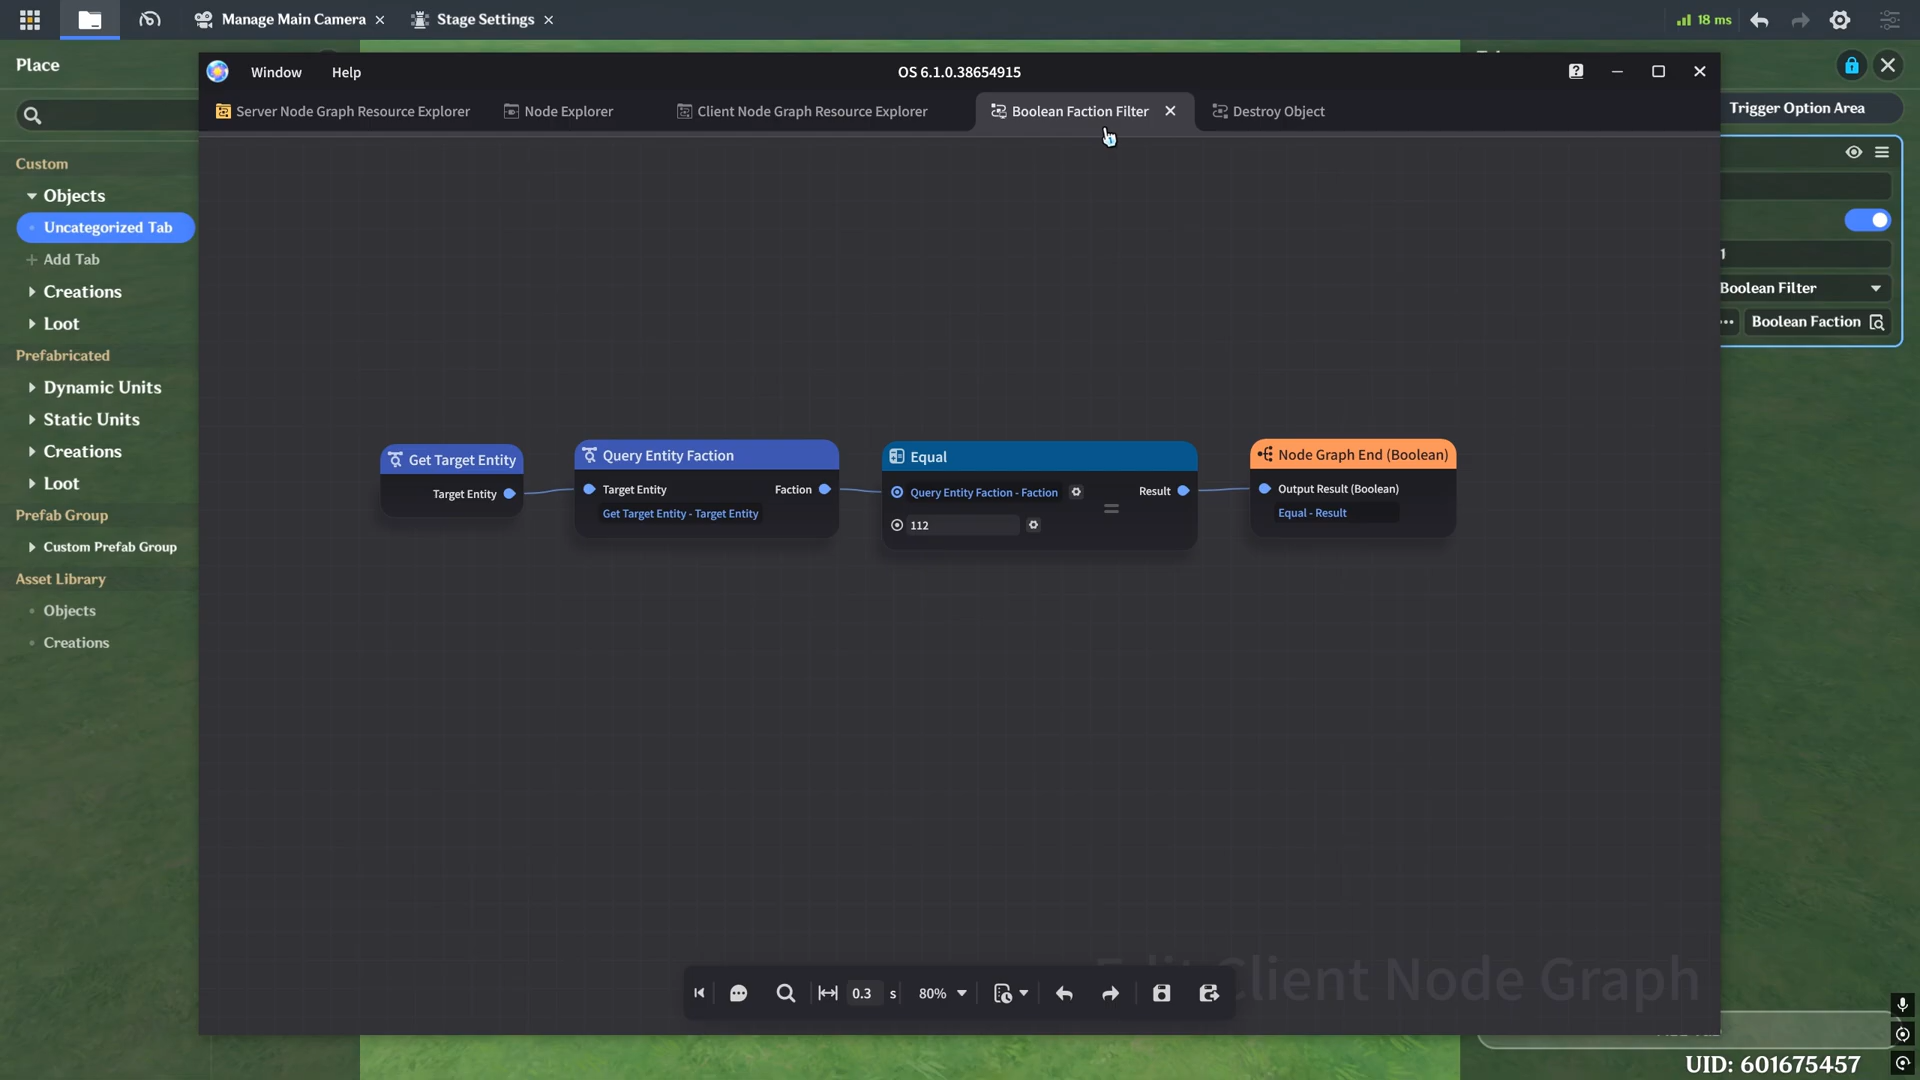 Manage Main Camera
Stage Settings
18 ms
Place
Window
Help
OS 6.1.0.38654915
Server Node Graph Resource Explorer
Node Explorer
Client Node Graph Resource Explorer
Boolean Faction Filter
Destroy Object
Trigger Option Area
Custom
Objects
Uncategorized Tab
Add Tab
Creations
Loot
Prefabricated
Dynamic Units
Static Units
Creations
Loot
Prefab Group
Custom Prefab Group
Asset Library
Objects
Creations
1
Boolean Filter
Boolean Faction
Get Target Entity
Target Entity
Query Entity Faction
Target Entity
Faction
Get Target Entity - Target Entity
Equal
Query Entity Faction - Faction
Result
112
Node Graph End (Boolean)
Output Result (Boolean)
Equal - Result
Client Node Graph
0.3 s
80%
UID: 601675457